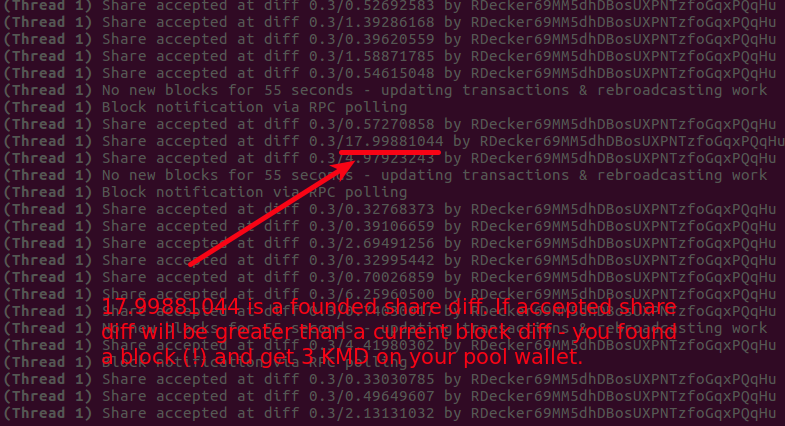 (Thread 1) Share accepted at diff 0.3/0.52692583 by RDecker69MM5dhDBosUXPNTzfoGqxPQqHu
(Thread 1) Share accepted at diff 0.3/1.39286168 by RDecker69MM5dhDBosUXPNTzfoGqxPQqHu
(Thread 1) Share accepted at diff 0.3/0.39620559 by RDecker69MM5dhDBosUXPNTzfoGqxPQqHu
(Thread 1) Share accepted at diff 0.3/1.58871285 by RDecker69MM5dhDBosUXPNTzfoGqxPQqHu
(Thread 1) Share accepted at diff 0.3/0.54615048 by RDecker69MM5dhDBosUXPNTzfoGqxPQqHu
(Thread 1) No new blocks for 55 seconds - updating transactions & rebroadcasting work
(Thread 1) Block notification via RPC polling
(Thread 1) Share accepted at diff 0.3/0.57270858 by RDecker69MM5dhDBosUXPNTzfoGqxPQqHu
(Thread 1) Share accepted at diff 0.3/17.99881044 by RDecker69MM5dhDBosUXPNTzfoGqxPQqHu
(Thread 1) Share accepted at diff 0.3/4.97923243 by RDecker69MM5dhDBosUXPNTzfoGqxPQqHu
(Thread 1) No new blocks for 55 seconds - updating transactions & rebroadcasting work
(Thread 1) Block notification via RPC polling
(Thread 1) Share accepted at diff 0.3/0.32768373 by RDecker69MM5dhDBosUXPNTzfoGqxPQqHu
(Thread 1) Share accepted at diff 0.3/0.39106659 by RDecker69MM5dhDBosUXPNTzfoGqxPQqHu
(Thread 1) Share accepted at diff 0.3/2.69491256 by RDecker69MM5dhDBosUXPNTzfoGqxPQqHu
(Thread 1) Share accepted at diff 0.3/0.32995442 by RDecker69MM5dhDBosUXPNTzfoGqxPQqHu
(Thread 1) Share accepted at diff 0.3/0.70026859 by RDecker69MM5dhDBosUXPNTzfoGqxPQqHu
(Thread 1) Share accepted at diff 0.3/6.25960500 by RDecker69MM5dhDBosUXPNTzfoGqxPQqHu
(Thread 1) Share accepted at diff by RDecker69MM5dhDBosUXPNTzfoGqxPQqHu
(Thread 1) No new blocks for 55 seconds - updating transactions & rebroadcasting work
(Thread 1) Share accepted at diff 0.3/4.41980302 by RDecker69MM5dhDBosUXPNTzfoGqxPQqHu
(Thread 1) Block notification via RPC polling
(Thread 1) Share accepted at diff 0.3/0.33030785 by RDecker69MM5dhDBosUXPNTzfoGqxPQqHu
(Thread 1) Share accepted at diff 0.3/0.49649607 by RDecker69MM5dhDBosUXPNTzfoGqxPQqHu
(Thread 1) Share accepted at diff 0.3/2.13131032 by RDecker69MM5dhDBosUXPNTzfoGqxPQqHu
17.99881044 is a founded share diff. If accepted share
diff will be greater than a current block diff - you found
a block (!) and get 3 KMD on your pool wallet.